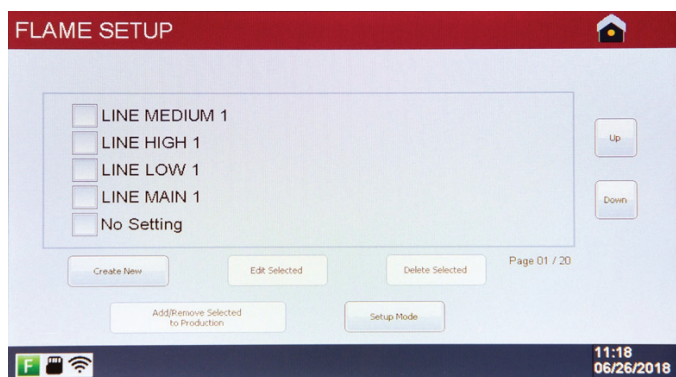 FLAME SETUP
LINE MEDIUM 1
LINE HIGH 1
LINE LOW 1
LINE MAIN 1
No Setting
Up
Down
Create New
Edit Selected
Delete Selected
Page 01 / 20
Add/Remove Selected
to Production
Setup Mode
F
11:18
06/26/2018